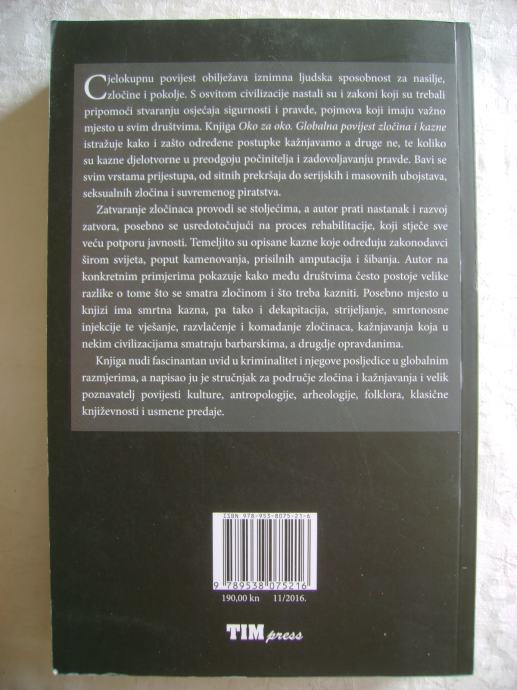 Cjelokupnu povijest obilježava iznimna ljudska sposobnost za nasilje,
zločine i pokolje. S osvitom civilizacije nastali su i zakoni koji su trebali
pripomoći stvaranju osjećaja sigurnosti i pravde, pojmova koji imaju važno
mjesto u svim društvima. Knjiga Oko za oko. Globalna povijest zločina i kazne
istražuje kako i zašto određene postupke kažnjavamo a druge ne, te koliko
su kazne djelotvorne u preodgoju počinitelja i zadovoljavanju pravde. Bavi se
svim vrstama prijestupa, od sitnih prekršaja do serijskih i masovnih ubojstava,
seksualnih zločina i suvremenog piratstva.
Zatvaranje zločinaca provodi se stoljećima, a autor prati nastanak i razvoj
zatvora, posebno se usredotočujući na proces rehabilitacije, koji stječe sve
veću potporu javnosti. Temeljito su opisane kazne koje određuju zakonodavci
širom svijeta, poput kamenovanja, prisilnih amputacija i šibanja. Autor na
konkretnim primjerima pokazuje kako među društvima često postoje velike
razlike o tome što se smatra zločinom i što treba kazniti. Posebno mjesto u
knjizi ima smrtna kazna, pa tako i dekapitacija, strijeljanje, smrtonosne
injekcije te vješanje, razvlačenje i komadanje zločinaca, kažnjavanja koja u
nekim civilizacijama smatraju barbarskima, a drugdje opravdanima.
Knjiga nudi fascinantan uvid u kriminalitet i njegove posljedice u globalnim
razmjerima, a napisao ju je stručnjak za područje zločina i kažnjavanja i velik
poznavatelj povijesti kulture, antropologije, arheologije, folklora, klasične
književnosti i usmene predaje.
ISBN 978-953-8075-21-6
9 789538 075216
190,00 kn 11/2016.
TIM press